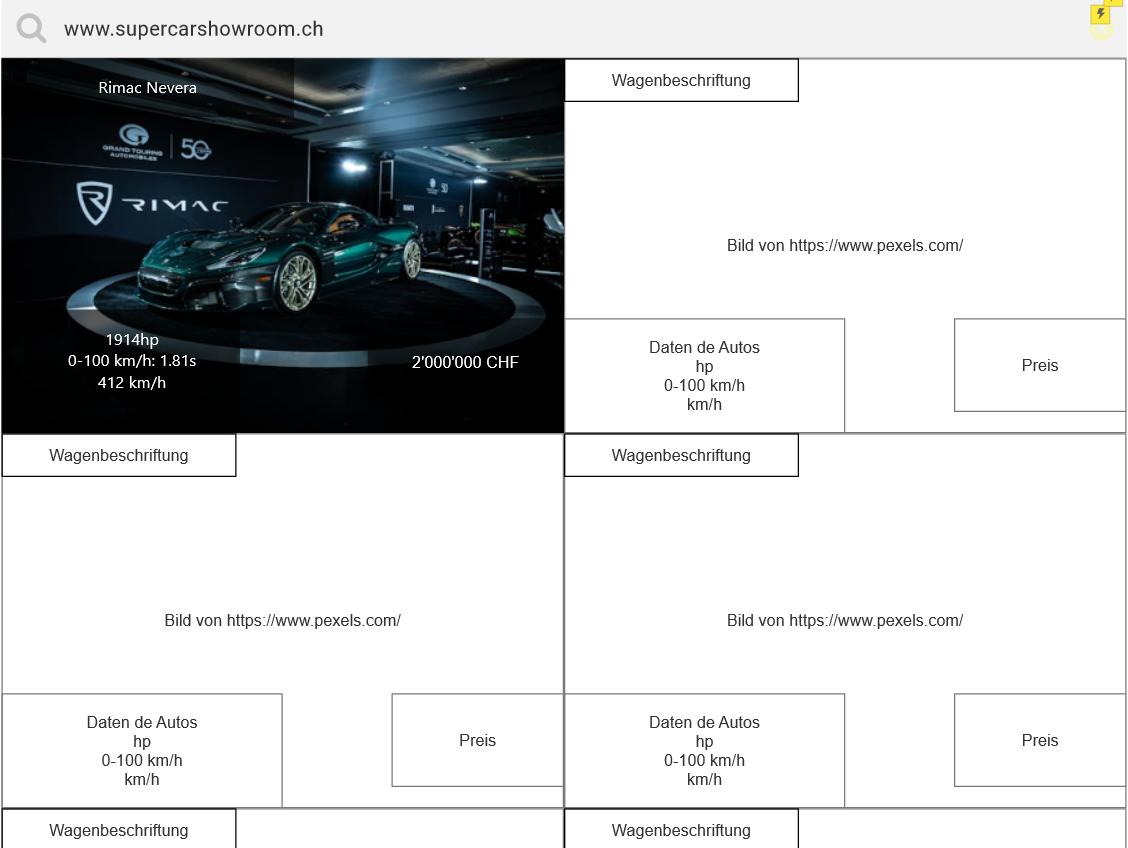 www.supercarshowroom.ch
Rimac Nevera
GRAND TOURING
AUTOMOBILES
50
RIMAC
1914hp
0-100 km/h: 1.81s
412 km/h
2'000'000 CHF
Wagenbeschriftung
Bild von https://www.pexels.com/
Daten de Autos
hp
0-100 km/h
km/h
Preis
Wagenbeschriftung
Bild von https://www.pexels.com/
Daten de Autos
hp
0-100 km/h
km/h
Preis
Wagenbeschriftung
Bild von https://www.pexels.com/
Daten de Autos
hp
0-100 km/h
km/h
Preis
Wagenbeschriftung
Wagenbeschriftung